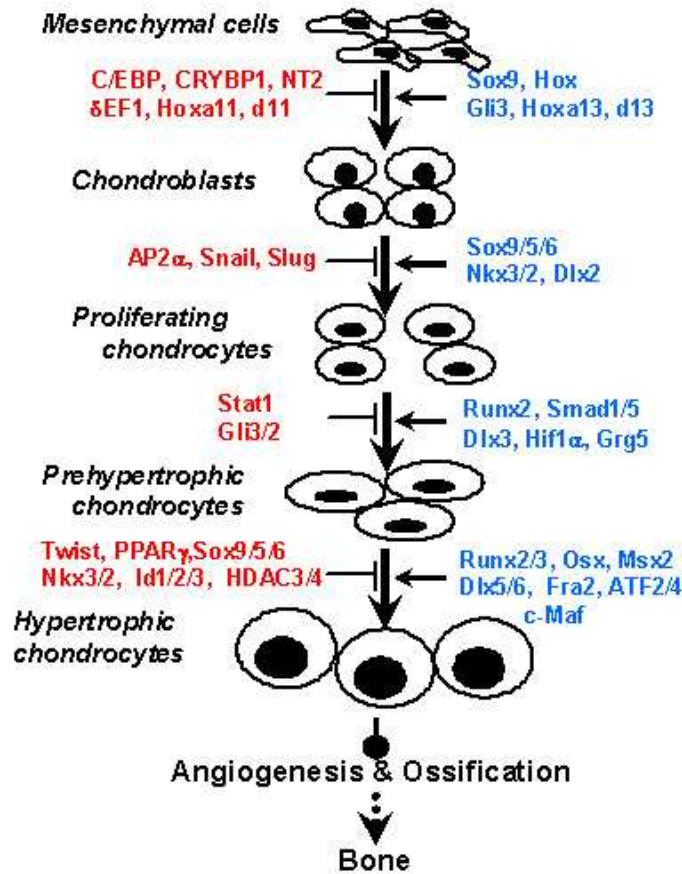 Mesenchymal cells
C/EBP, CRYBP1, NT2
δEF1, Hoxa11, d11
Sox9, Hox
Gli3, Hoxa13, d13
Chondroblasts
AP2α, Snail, Slug
Sox9/5/6
Nkx3/2, Dlx2
Proliferating
chondrocytes
Stat1
Gli3/2
Runx2, Smad1/5
Dlx3, Hif1α, Grg5
Prehypertrophic
chondrocytes
Twist, PPARγ,Sox9/5/6
Nkx3/2, Id1/2/3, HDAC3/4
Runx2/3, Osx, Msx2
Dlx5/6, Fra2, ATF2/4
c-Maf
Hypertrophic
chondrocytes
Angiogenesis & Ossification
Bone